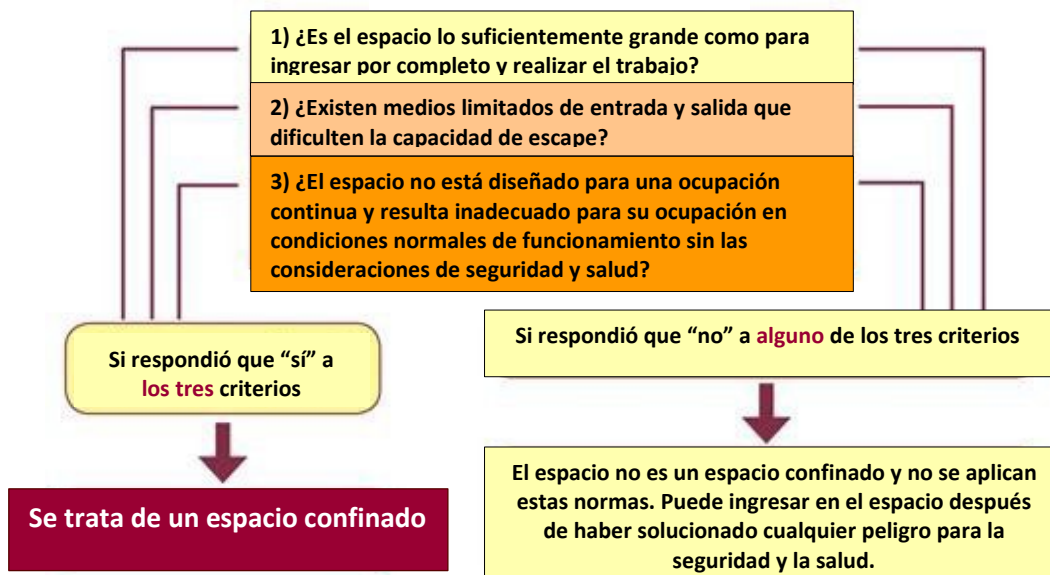 1) ¿Es el espacio lo suficientemente grande como para
ingresar por completo y realizar el trabajo?
2) ¿Existen medios limitados de entrada y salida que
dificulten la capacidad de escape?
3) ¿El espacio no está diseñado para una ocupación
continua y resulta inadecuado para su ocupación en
condiciones normales de funcionamiento sin las
consideraciones de seguridad y salud?
Si respondió que “sí” a
los tres criterios
Si respondió que “no” a alguno de los tres criterios
Se trata de un espacio confinado
El espacio no es un espacio confinado y no se aplican
estas normas. Puede ingresar en el espacio después
de haber solucionado cualquier peligro para la
seguridad y la salud.